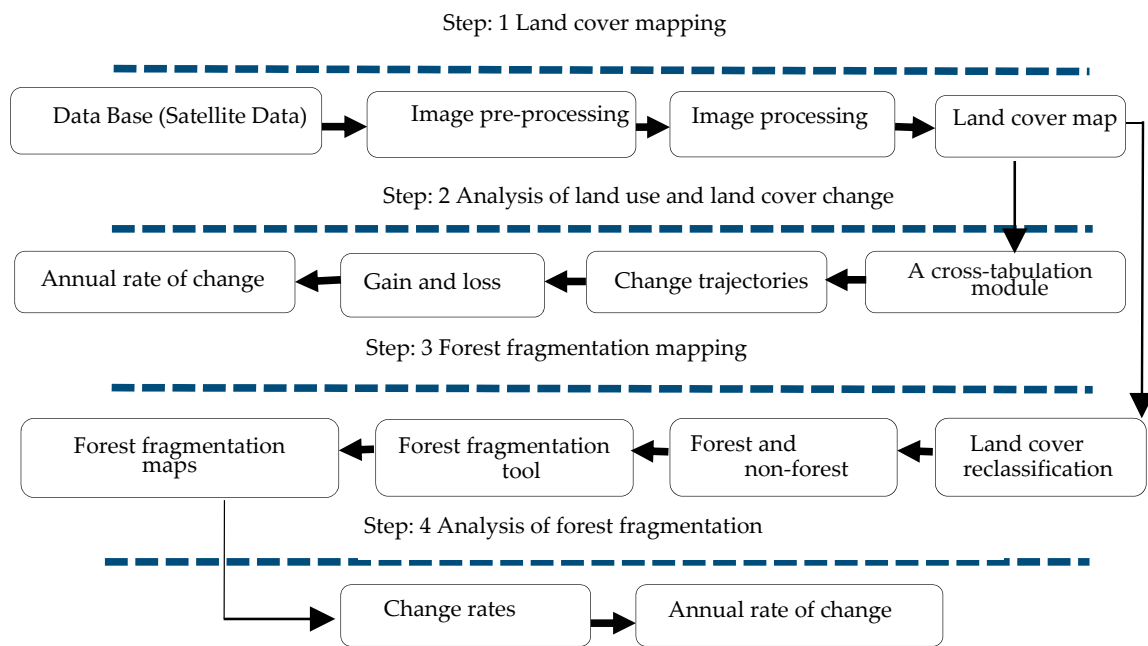 Step: 1 Land cover mapping
Data Base (Satellite Data)
Image pre-processing
Image processing
Land cover map
Step: 2 Analysis of land use and land cover change
Annual rate of change
Gain and loss
Change trajectories
A cross-tabulation
module
Step: 3 Forest fragmentation mapping
Forest fragmentation
maps
Forest fragmentation
tool
Forest and
non-forest
Land cover
reclassification
Step: 4 Analysis of forest fragmentation
Change rates
Annual rate of change